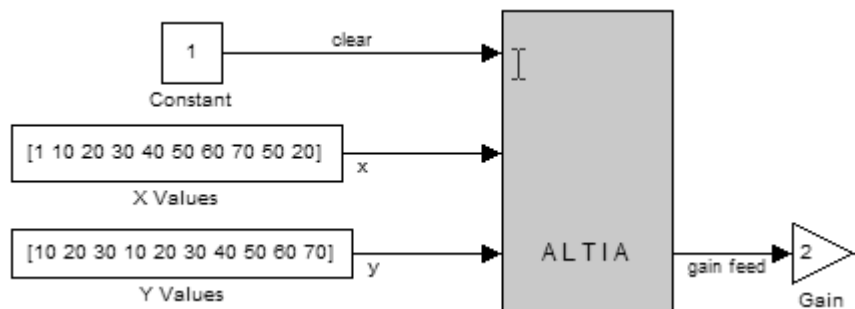 clear
1
Constant
[1 10 20 30 40 50 60 70 50 20]
x
X Values
[10 20 30 10 20 30 40 50 60 70]
y
Y Values
ALTIA
gain feed
2
Gain